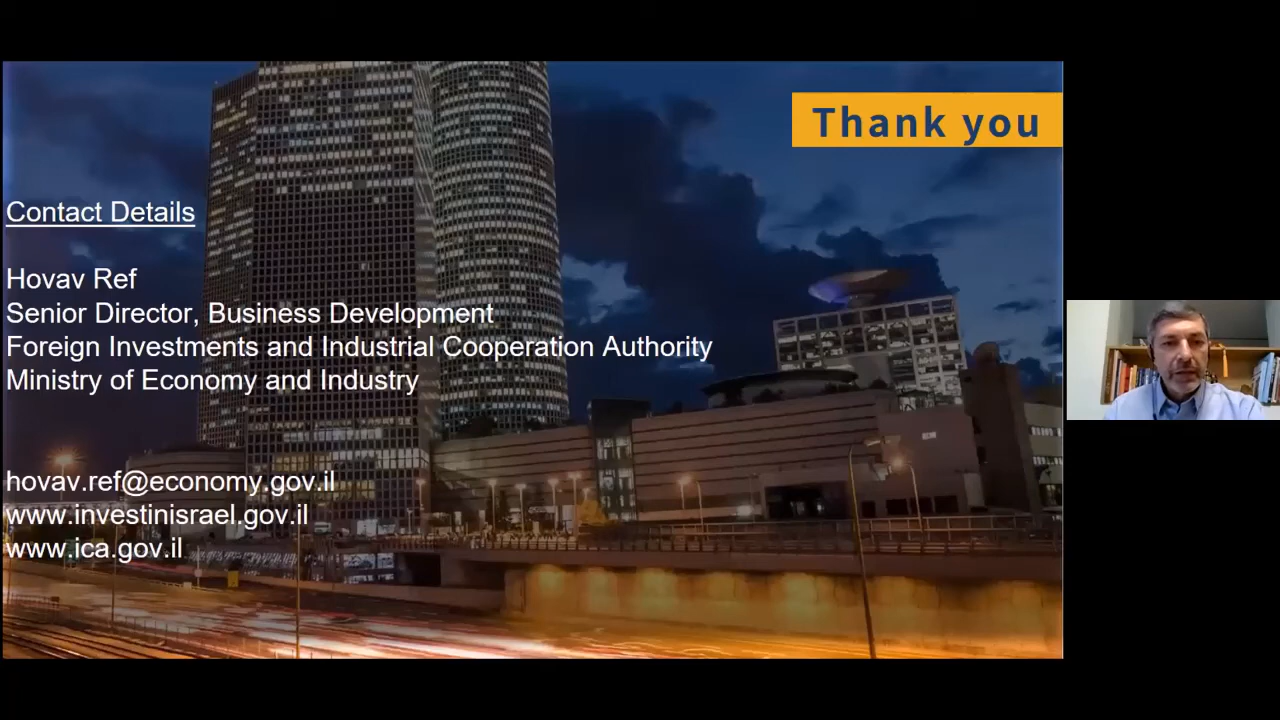 Thank you
Contact Details
Hovav Ref
Senior Director, Business Development
Foreign Investments and Industrial Cooperation Authority
Ministry of Economy and Industry
hovav.ref@economy.gov.il
www.investinisrael.gov.il
www.ica.gov.il